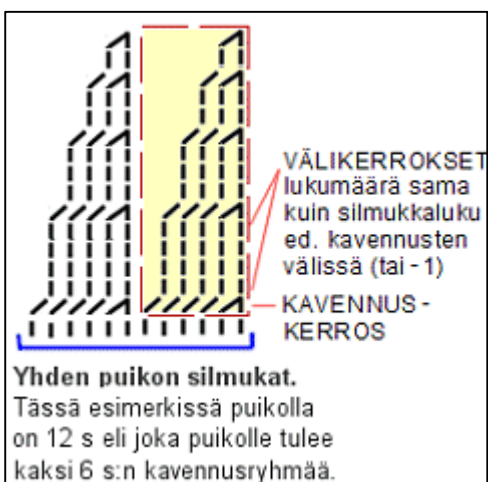 VÄLIKERROKSET
lukumäärä sama
kuin silmukkaluku
ed. kavennusten
välissä (tai - 1)
KAVENNUS -
KERROS
Yhden puikon silmukat.
Tässä esimerkissä puikolla
on 12 s eli joka puikolle tulee
kaksi 6 s:n kavennusryhmää.